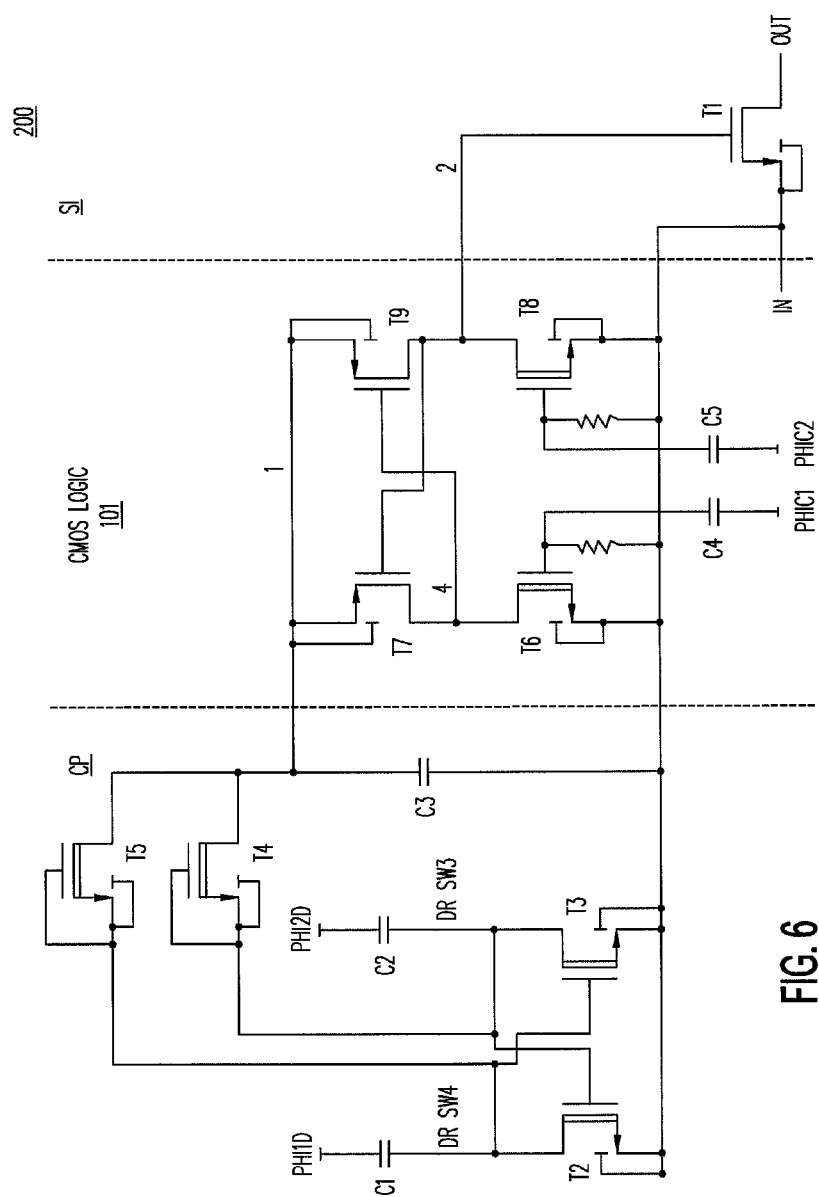 200
SI
CMOS LOGIC
101
CP
T5
T4
PHI2D
C2
DR SW3
T3
PHI1D
C1
DR SW4
T2
C3
1
T7
T9
4
T6
T8
C4
PHIC1
C5
PHIC2
2
T1
IN
OUT
FIG. 6